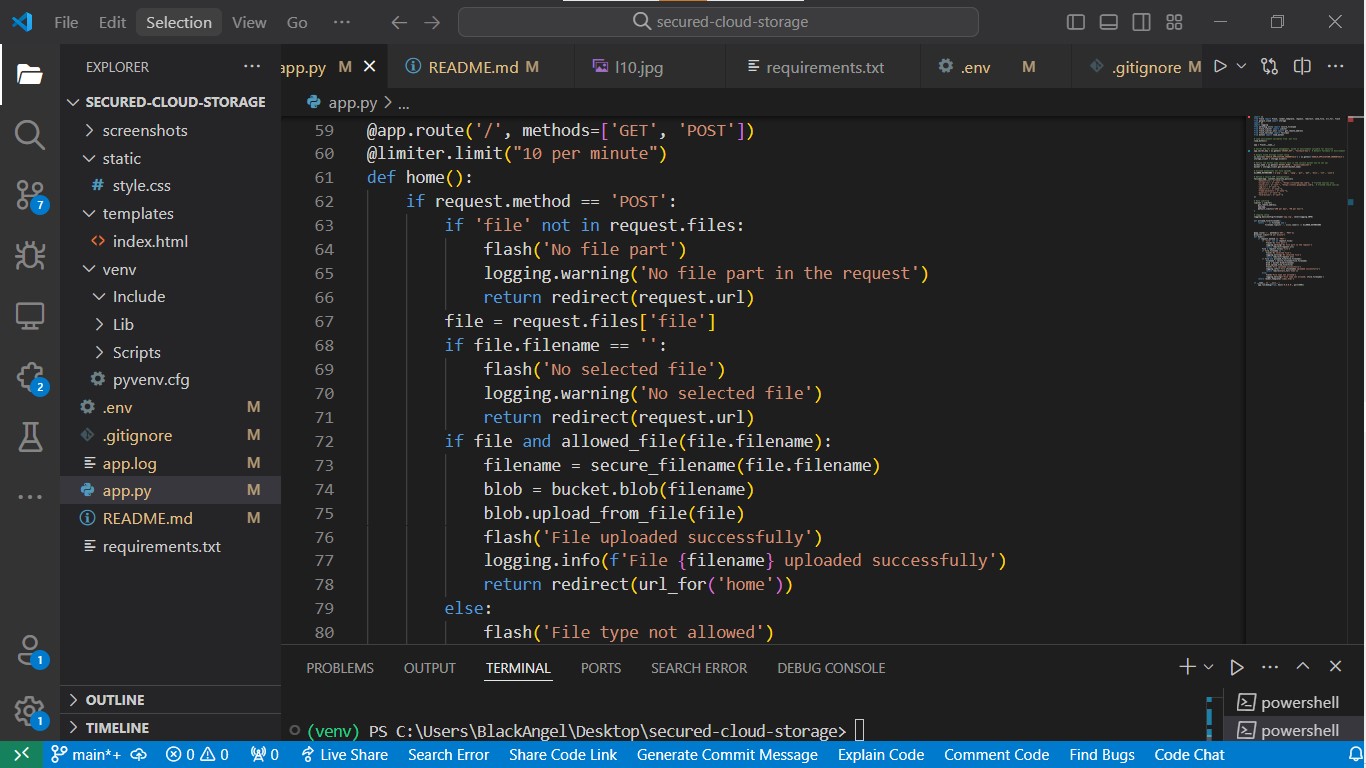 File Edit Selection View Go ··· secured-cloud-storage
EXPLORER ···
app.py M README.md M l10.jpg requirements.txt .env M .gitignore M
SECURED-CLOUD-STORAGE
screenshots
static
# style.css
templates
<> index.html
venv
Include
Lib
Scripts
pyvenv.cfg
.env M
.gitignore M
app.log M
app.py M
README.md M
requirements.txt
OUTLINE
TIMELINE
7
2
1
1
app.py > ...
59 @app.route('/', methods=['GET', 'POST'])
60 @limiter.limit("10 per minute")
61 def home():
62 if request.method == 'POST':
63 if 'file' not in request.files:
64 flash('No file part')
65 logging.warning('No file part in the request')
66 return redirect(request.url)
67 file = request.files['file']
68 if file.filename == '':
69 flash('No selected file')
70 logging.warning('No selected file')
71 return redirect(request.url)
72 if file and allowed_file(file.filename):
73 filename = secure_filename(file.filename)
74 blob = bucket.blob(filename)
75 blob.upload_from_file(file)
76 flash('File uploaded successfully')
77 logging.info(f'File {filename} uploaded successfully')
78 return redirect(url_for('home'))
79 else:
80 flash('File type not allowed')
PROBLEMS OUTPUT TERMINAL PORTS SEARCH ERROR DEBUG CONSOLE
(venv) PS C:\Users\BlackAngel\Desktop\secured-cloud-storage>
powershell
powershell
main*+ 0 0 0 Live Share Search Error Share Code Link Generate Commit Message Explain Code Comment Code Find Bugs Code Chat